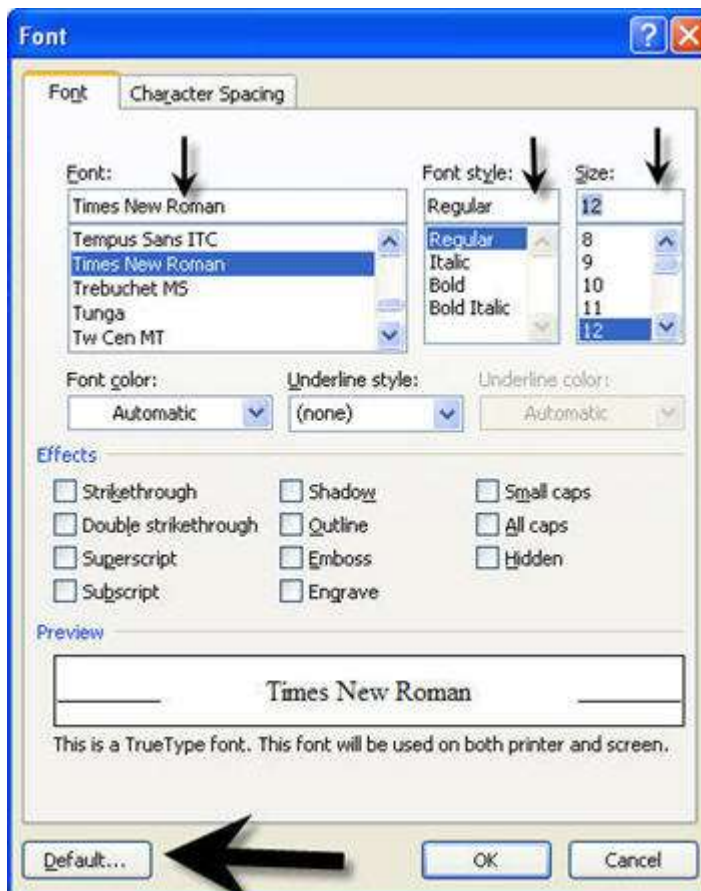 Font
?
Font Character Spacing
Font: Font style: Size:
Times New Roman Regular 12
Tempus Sans ITC Regular 8
Times New Roman Italic 9
Trebuchet MS Bold 10
Tunga Bold Italic 11
Tw Cen MT 12
Font color: Underline style: Underline color:
Automatic (none) Automatic
Effects
Strikethrough Shadow Small caps
Double strikethrough Outline All caps
Superscript Emboss Hidden
Subscript Engrave
Preview
Times New Roman
This is a TrueType font. This font will be used on both printer and screen.
Default... OK Cancel